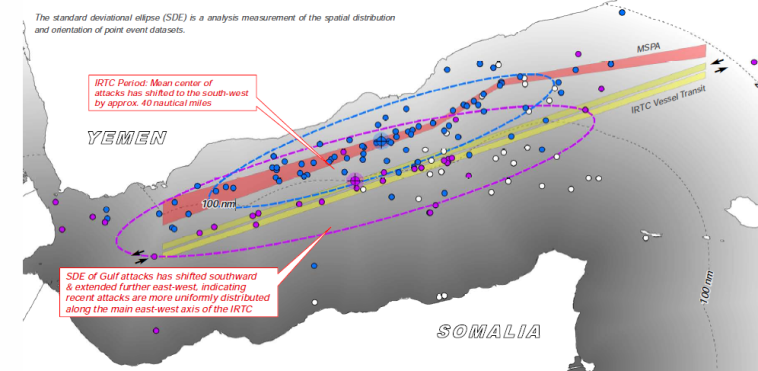 The standard deviational ellipse (SDE) is a analysis measurement of the spatial distribution
and orientation of point event datasets.
MSPA
IRTC Period: Mean center of
attacks has shifted to the south-west
by approx. 40 nautical miles
IRTC Vessel Transit
YEMEN
100 nm
SDE of Gulf attacks has shifted southward
& extended further east-west, indicating
recent attacks are more uniformly distributed
along the main east-west axis of the IRTC
100 nm
SOMALIA